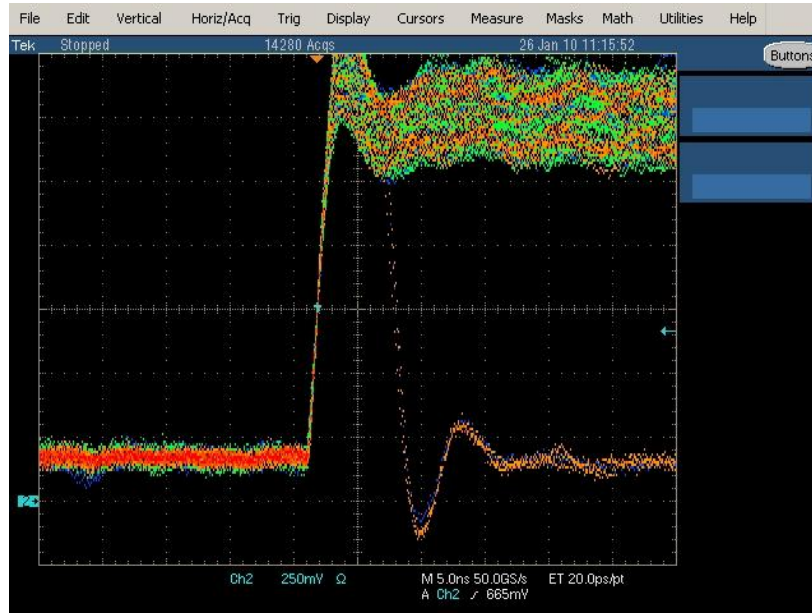 File Edit Vertical Horiz/Acq Trig Display Cursors Measure Masks Math Utilities Help
Tek Stopped 14280 Acqs 26 Jan 10 11:15:52
Buttons
2
Ch2 250mV Ω M 5.0ns 50.0GS/s ET 20.0ps/pt
A Ch2 ∕ 665mV